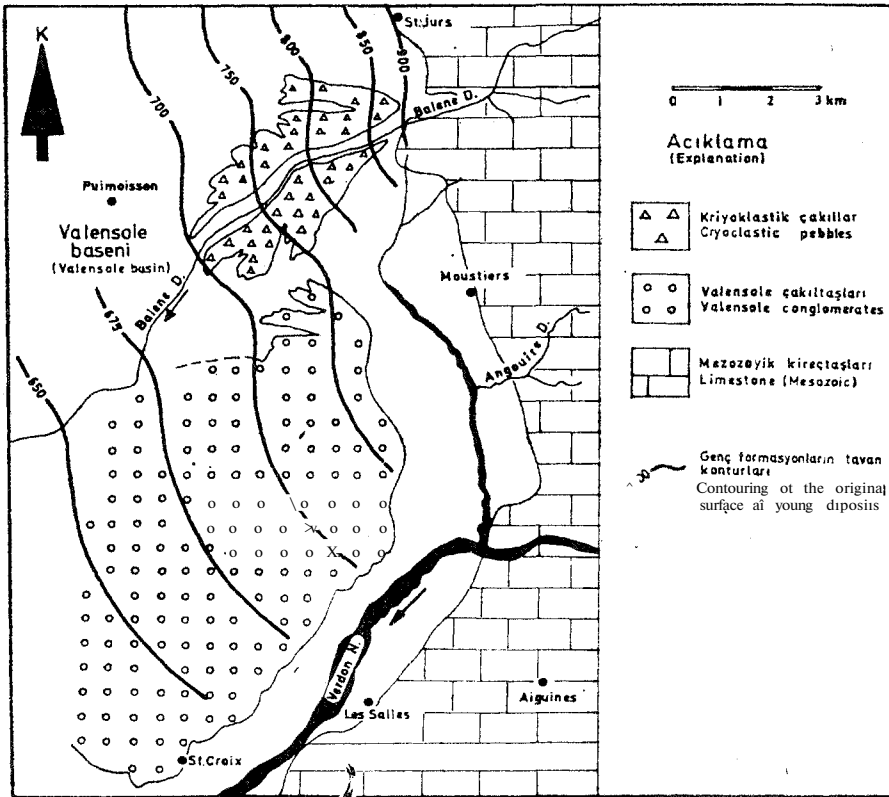 K
St.Jurs
700
750
800
850
900
Balene D.
Puimoisson
Valensole
baseni
(Valensole basin)
Balene D.
Moustiers
Angouire D.
675
650
Verdon N.
Les Salles
Aiguines
St.Croix
0 1 2 3 km
Acıklama
(Explanation)
Kriyoklastik çakıllar
Cryoclastic pebbles
Valensole çakıltaşları
Valensole conglomerates
Mezozoyik kireçtaşları
Limestone (Mesozoic)
Genç formasyonların tavan
konturları
Contouring ot the original
surface aî young dıposiıs